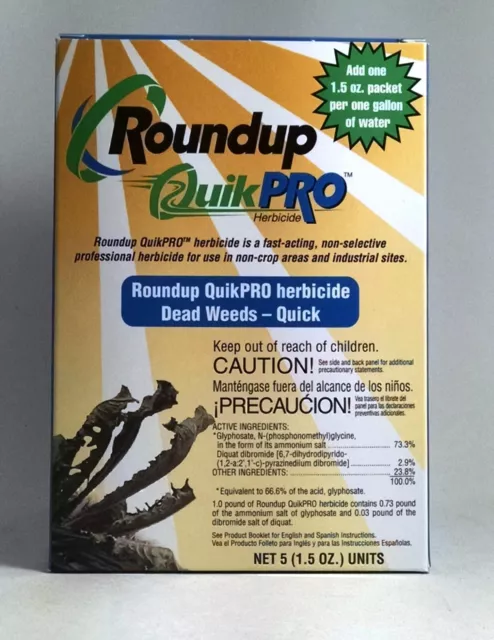 Add one
1.5 oz. packet
per one gallon
of water
Roundup
QuikPRO™
Herbicide
Roundup QuikPRO™ herbicide is a fast-acting, non-selective
professional herbicide for use in non-crop areas and industrial sites.
Roundup QuikPRO herbicide
Dead Weeds – Quick
Keep out of reach of children.
CAUTION! See side and back panel for additional
precautionary statements.
Manténgase fuera del alcance de los niños.
¡PRECAUCIÓN! Vea trasero el librete del
panel para las declaraciones
preventivas adicionales.
ACTIVE INGREDIENTS:
*Glyphosate, N-(phosphonomethyl)glycine,
in the form of its ammonium salt ........ 73.3%
Diquat dibromide [6,7-dihydrodipyrido-
(1,2-a:2',1'-c)-pyrazinediium dibromide] ........ 2.9%
OTHER INGREDIENTS: ........ 23.8%
100.0%
*Equivalent to 66.6% of the acid, glyphosate.
1.0 pound of Roundup QuikPRO herbicide contains 0.73 pound
of the ammonium salt of glyphosate and 0.03 pound of the
dibromide salt of diquat.
See Product Booklet for English and Spanish Instructions.
Vea el Producto Folleto para Inglés y para las Instrucciones Españolas.
NET 5 (1.5 OZ.) UNITS